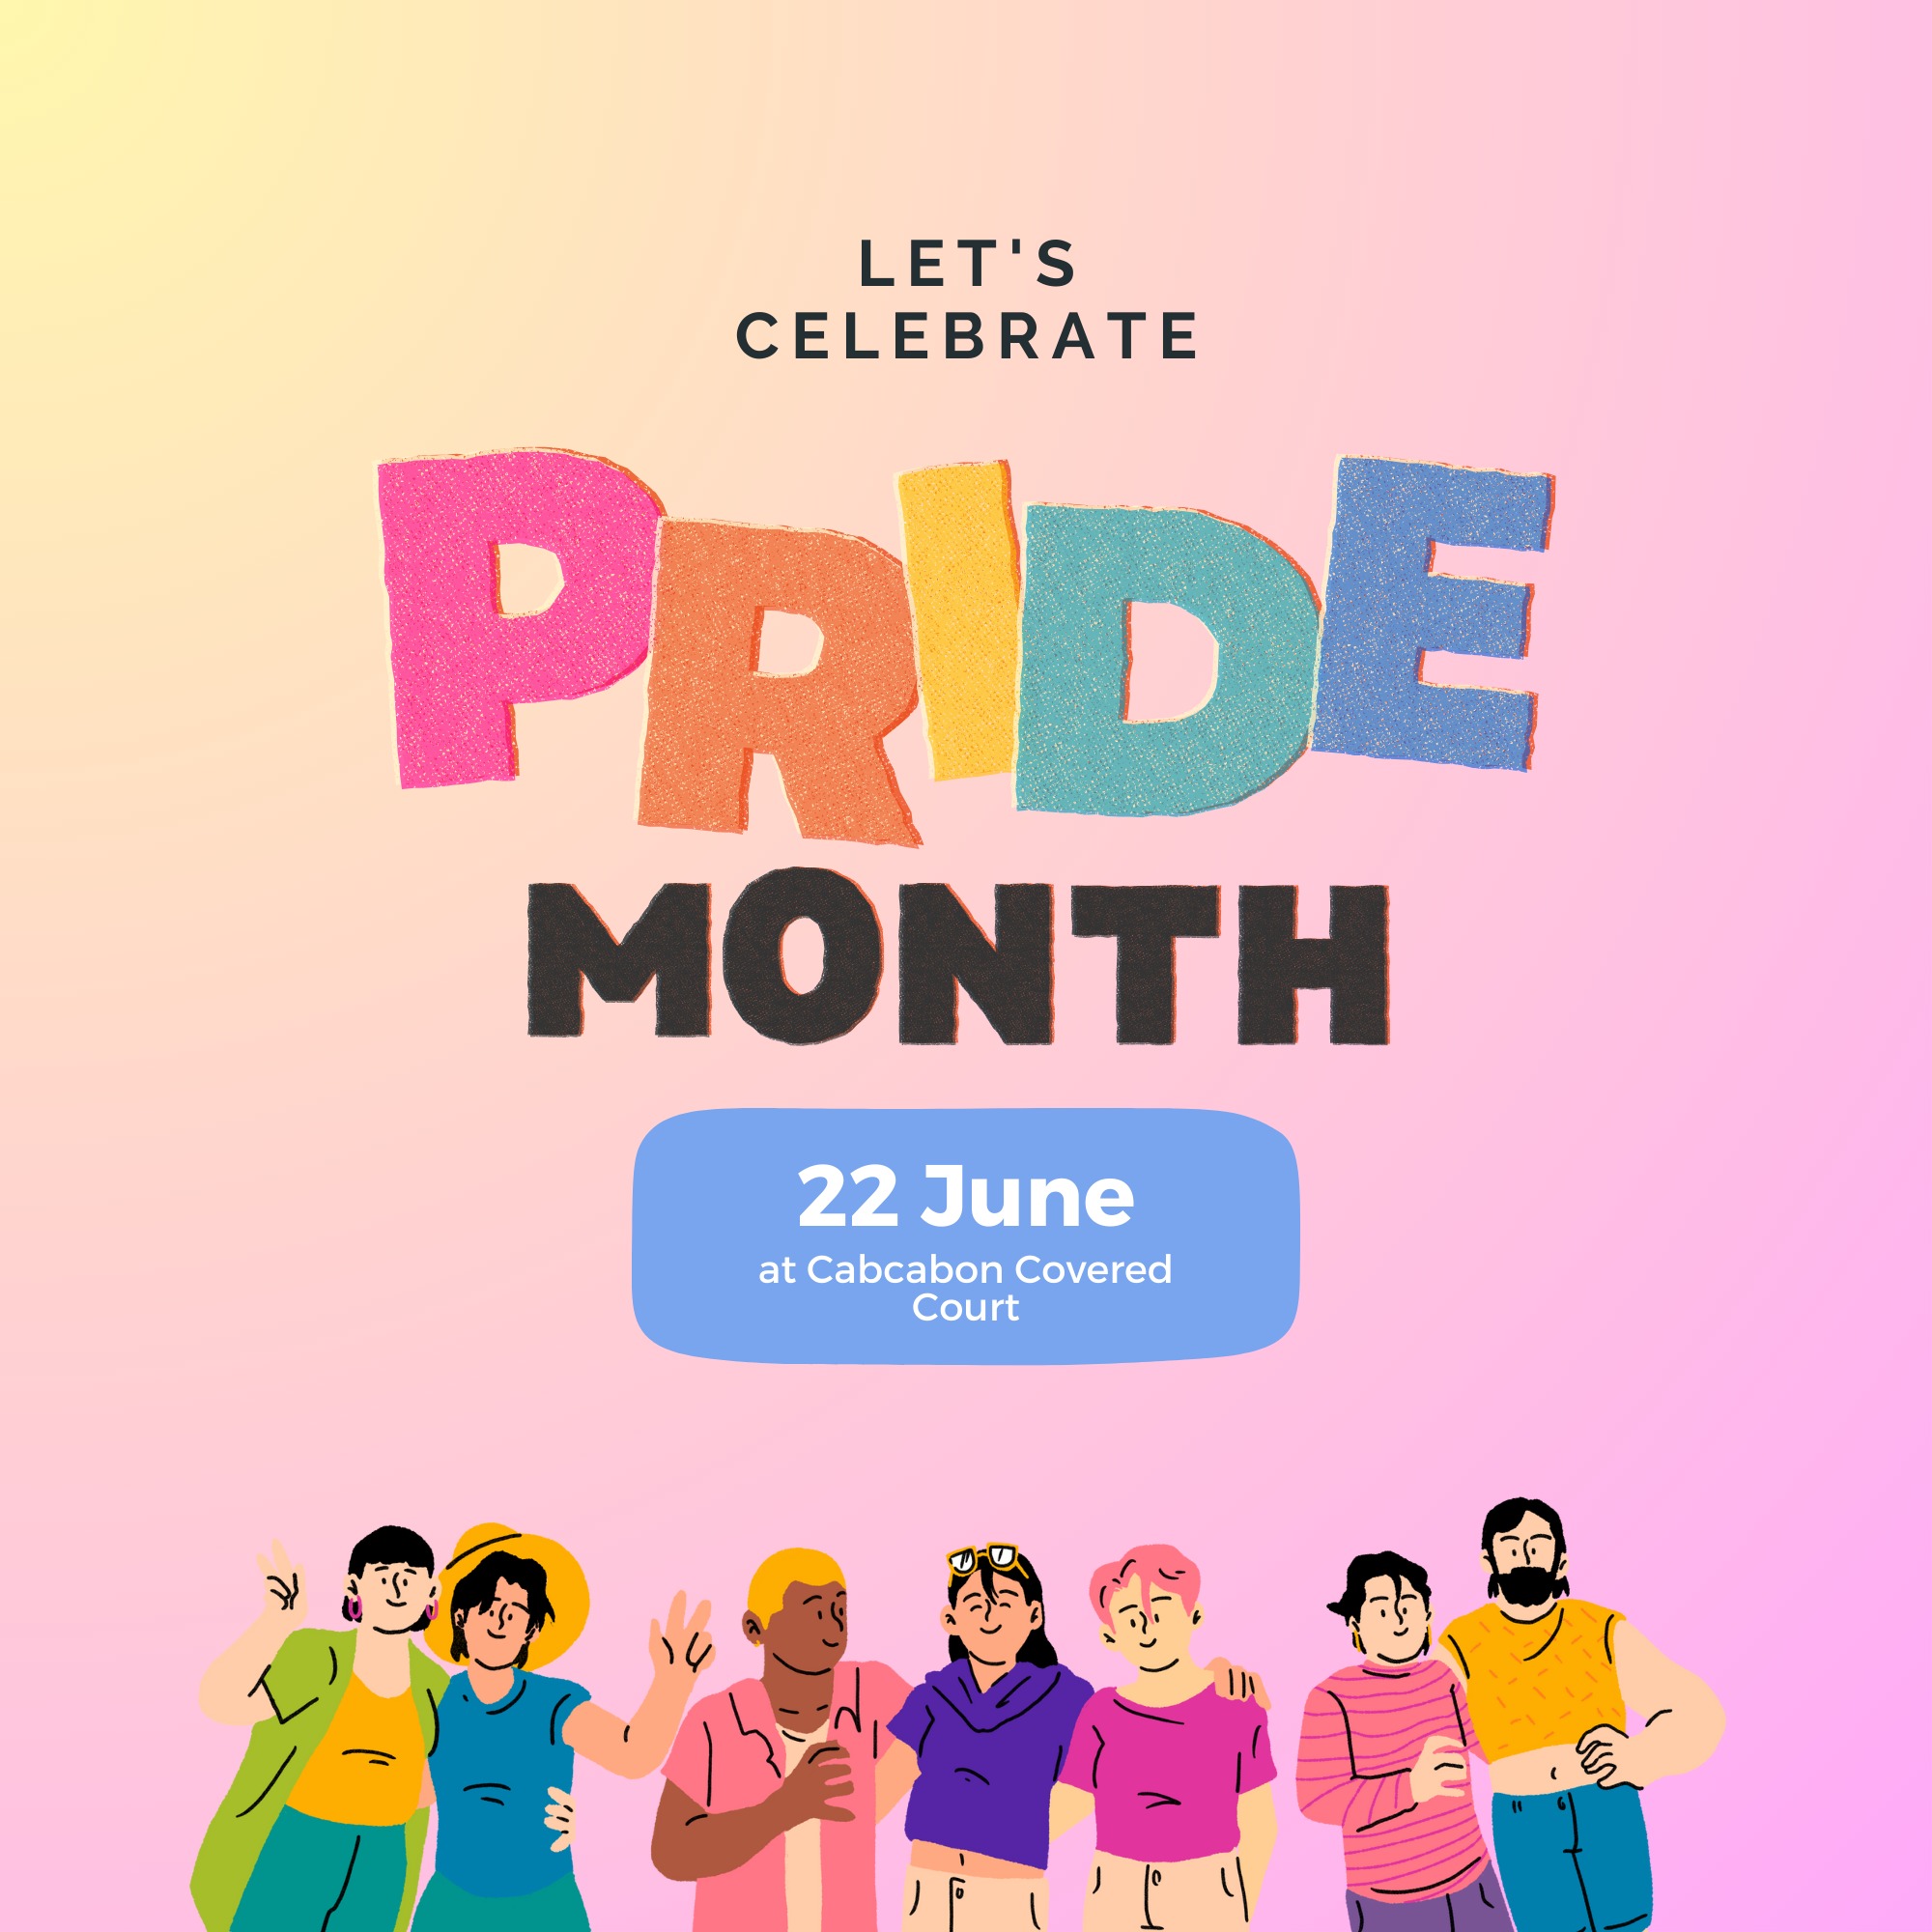 LET'S
CELEBRATE
PRIDE
MONTH
22 June
at Cabcabon Covered
Court